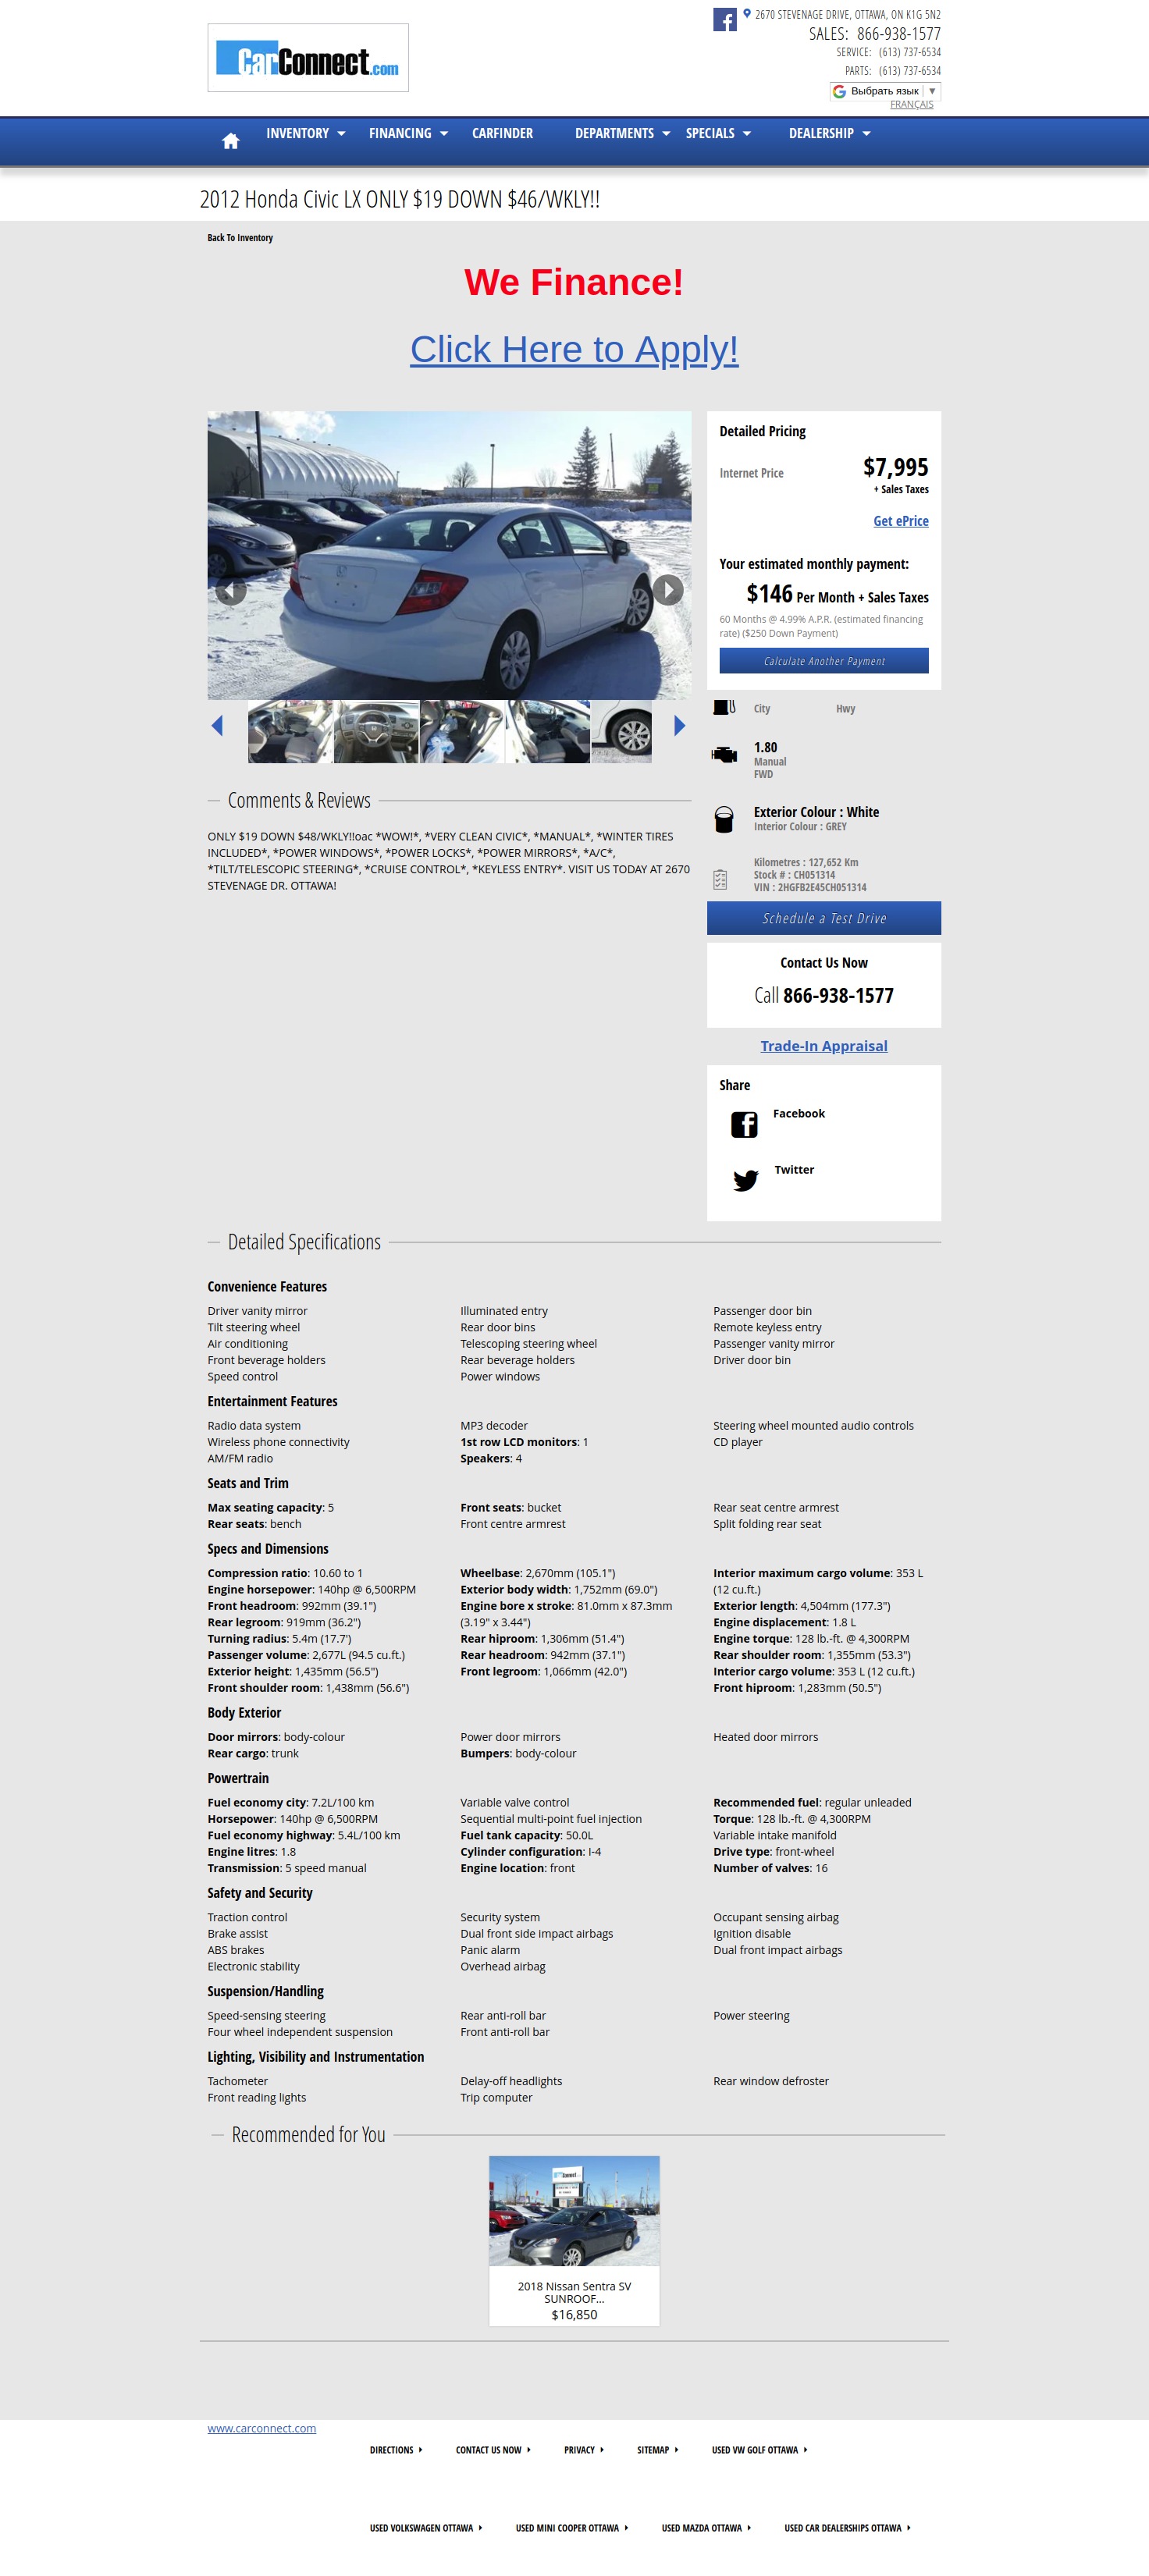 2670 STEVENAGE DRIVE, OTTAWA, ON K1G 5N2
CarConnect.com
SALES: 866-938-1577
SERVICE: (613) 737-6534
PARTS: (613) 737-6534
Выбрать язык ▼
FRANÇAIS
INVENTORY FINANCING CARFINDER DEPARTMENTS SPECIALS DEALERSHIP
2012 Honda Civic LX ONLY $19 DOWN $46/WKLY!!
Back To Inventory
We Finance!
Click Here to Apply!
Detailed Pricing
Internet Price $7,995
+ Sales Taxes
Get ePrice
Your estimated monthly payment:
$146 Per Month + Sales Taxes
60 Months @ 4.99% A.P.R. (estimated financing
rate) ($250 Down Payment)
Calculate Another Payment
City Hwy
1.80
Manual
FWD
Exterior Colour : White
Interior Colour : GREY
Kilometres : 127,652 Km
Stock # : CH051314
VIN : 2HGFB2E45CH051314
Schedule a Test Drive
Contact Us Now
Call 866-938-1577
Trade-In Appraisal
Share
Facebook
Twitter
Comments & Reviews
ONLY $19 DOWN $48/WKLY!!oac *WOW!*, *VERY CLEAN CIVIC*, *MANUAL*, *WINTER TIRES
INCLUDED*, *POWER WINDOWS*, *POWER LOCKS*, *POWER MIRRORS*, *A/C*,
*TILT/TELESCOPIC STEERING*, *CRUISE CONTROL*, *KEYLESS ENTRY*. VISIT US TODAY AT 2670
STEVENAGE DR. OTTAWA!
Detailed Specifications
Convenience Features
Driver vanity mirror Illuminated entry Passenger door bin
Tilt steering wheel Rear door bins Remote keyless entry
Air conditioning Telescoping steering wheel Passenger vanity mirror
Front beverage holders Rear beverage holders Driver door bin
Speed control Power windows
Entertainment Features
Radio data system MP3 decoder Steering wheel mounted audio controls
Wireless phone connectivity 1st row LCD monitors: 1 CD player
AM/FM radio Speakers: 4
Seats and Trim
Max seating capacity: 5 Front seats: bucket Rear seat centre armrest
Rear seats: bench Front centre armrest Split folding rear seat
Specs and Dimensions
Compression ratio: 10.60 to 1 Wheelbase: 2,670mm (105.1") Interior maximum cargo volume: 353 L
Engine horsepower: 140hp @ 6,500RPM Exterior body width: 1,752mm (69.0") (12 cu.ft.)
Front headroom: 992mm (39.1") Engine bore x stroke: 81.0mm x 87.3mm Exterior length: 4,504mm (177.3")
Rear legroom: 919mm (36.2") (3.19" x 3.44") Engine displacement: 1.8 L
Turning radius: 5.4m (17.7') Rear hiproom: 1,306mm (51.4") Engine torque: 128 lb.-ft. @ 4,300RPM
Passenger volume: 2,677L (94.5 cu.ft.) Rear headroom: 942mm (37.1") Rear shoulder room: 1,355mm (53.3")
Exterior height: 1,435mm (56.5") Front legroom: 1,066mm (42.0") Interior cargo volume: 353 L (12 cu.ft.)
Front shoulder room: 1,438mm (56.6") Front hiproom: 1,283mm (50.5")
Body Exterior
Door mirrors: body-colour Power door mirrors Heated door mirrors
Rear cargo: trunk Bumpers: body-colour
Powertrain
Fuel economy city: 7.2L/100 km Variable valve control Recommended fuel: regular unleaded
Horsepower: 140hp @ 6,500RPM Sequential multi-point fuel injection Torque: 128 lb.-ft. @ 4,300RPM
Fuel economy highway: 5.4L/100 km Fuel tank capacity: 50.0L Variable intake manifold
Engine litres: 1.8 Cylinder configuration: I-4 Drive type: front-wheel
Transmission: 5 speed manual Engine location: front Number of valves: 16
Safety and Security
Traction control Security system Occupant sensing airbag
Brake assist Dual front side impact airbags Ignition disable
ABS brakes Panic alarm Dual front impact airbags
Electronic stability Overhead airbag
Suspension/Handling
Speed-sensing steering Rear anti-roll bar Power steering
Four wheel independent suspension Front anti-roll bar
Lighting, Visibility and Instrumentation
Tachometer Delay-off headlights Rear window defroster
Front reading lights Trip computer
Recommended for You
2018 Nissan Sentra SV
SUNROOF...
$16,850
www.carconnect.com
DIRECTIONS CONTACT US NOW PRIVACY SITEMAP USED VW GOLF OTTAWA
USED VOLKSWAGEN OTTAWA USED MINI COOPER OTTAWA USED MAZDA OTTAWA USED CAR DEALERSHIPS OTTAWA